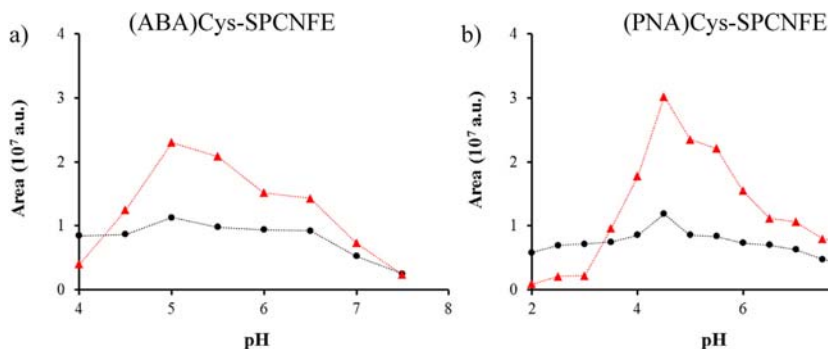 a) (ABA)Cys-SPCNFE
4
3
2
1
0
Area (10⁷ a.u.)
4 5 6 7 8
pH
b) (PNA)Cys-SPCNFE
4
3
2
1
0
Area (10⁷ a.u.)
2 4 6
pH